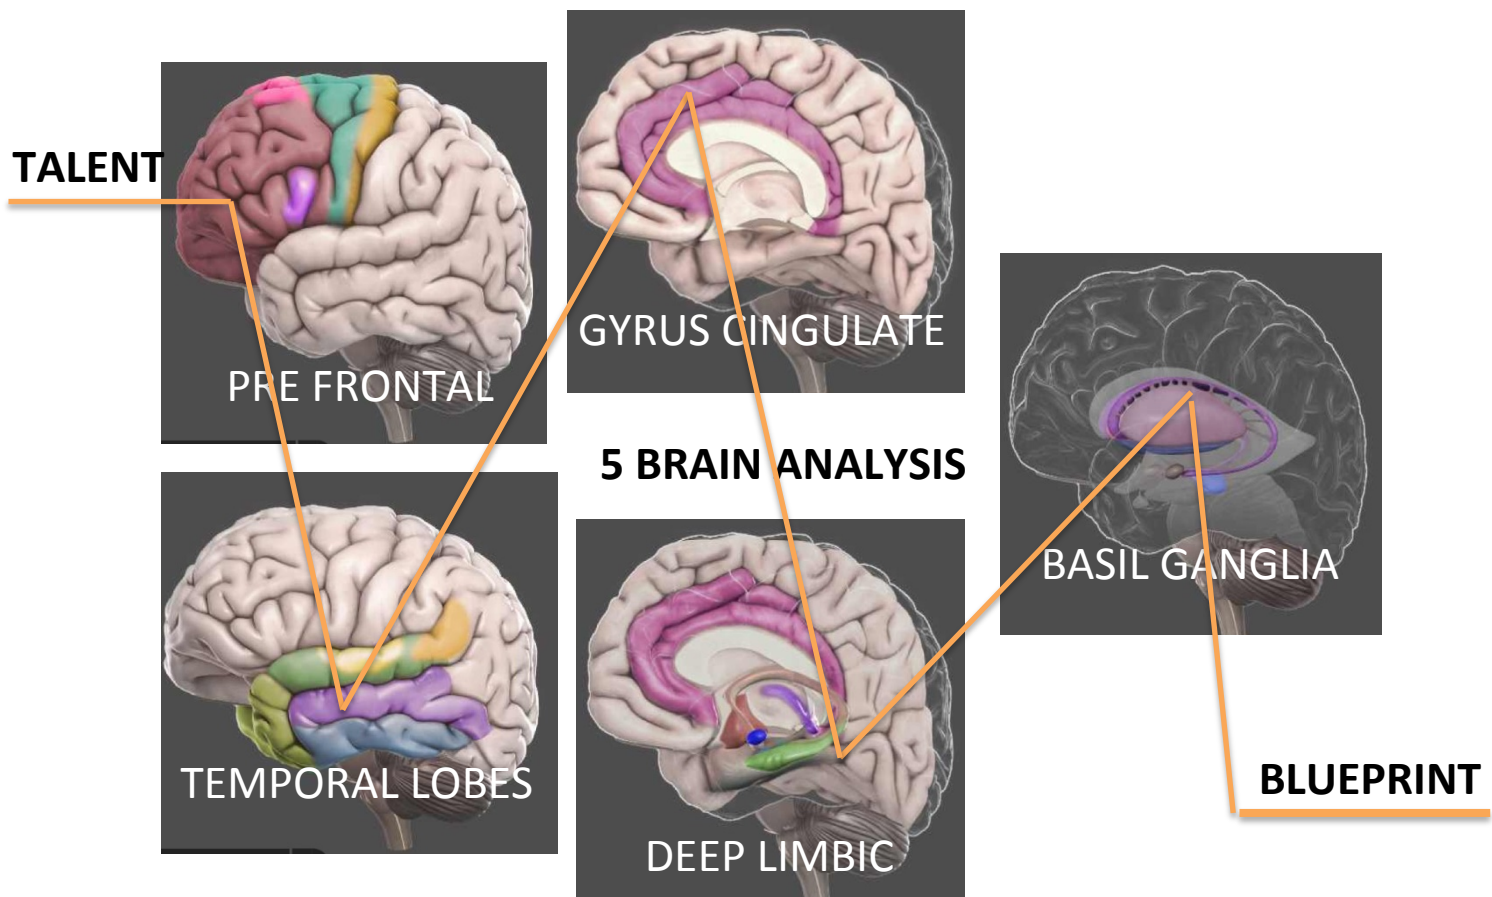 TALENT
PRE FRONTAL
TEMPORAL LOBES
GYRUS CINGULATE
5 BRAIN ANALYSIS
DEEP LIMBIC
BASIL GANGLIA
BLUEPRINT